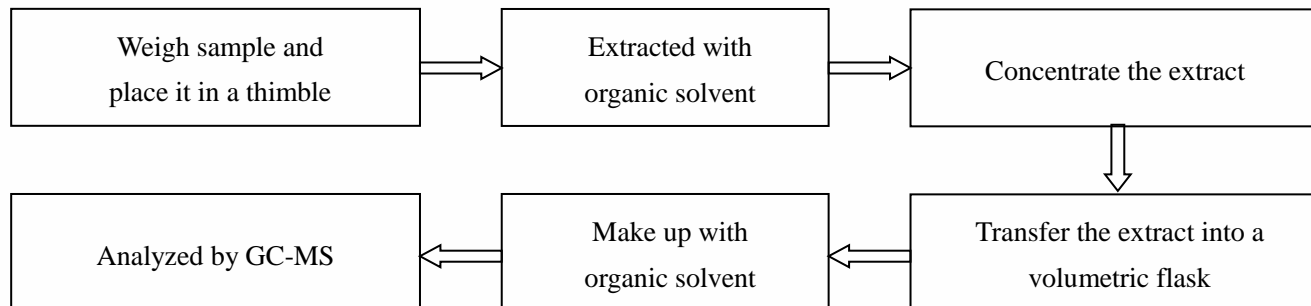 Weigh sample and
place it in a thimble
Extracted with
organic solvent
Concentrate the extract
Transfer the extract into a
volumetric flask
Make up with
organic solvent
Analyzed by GC-MS